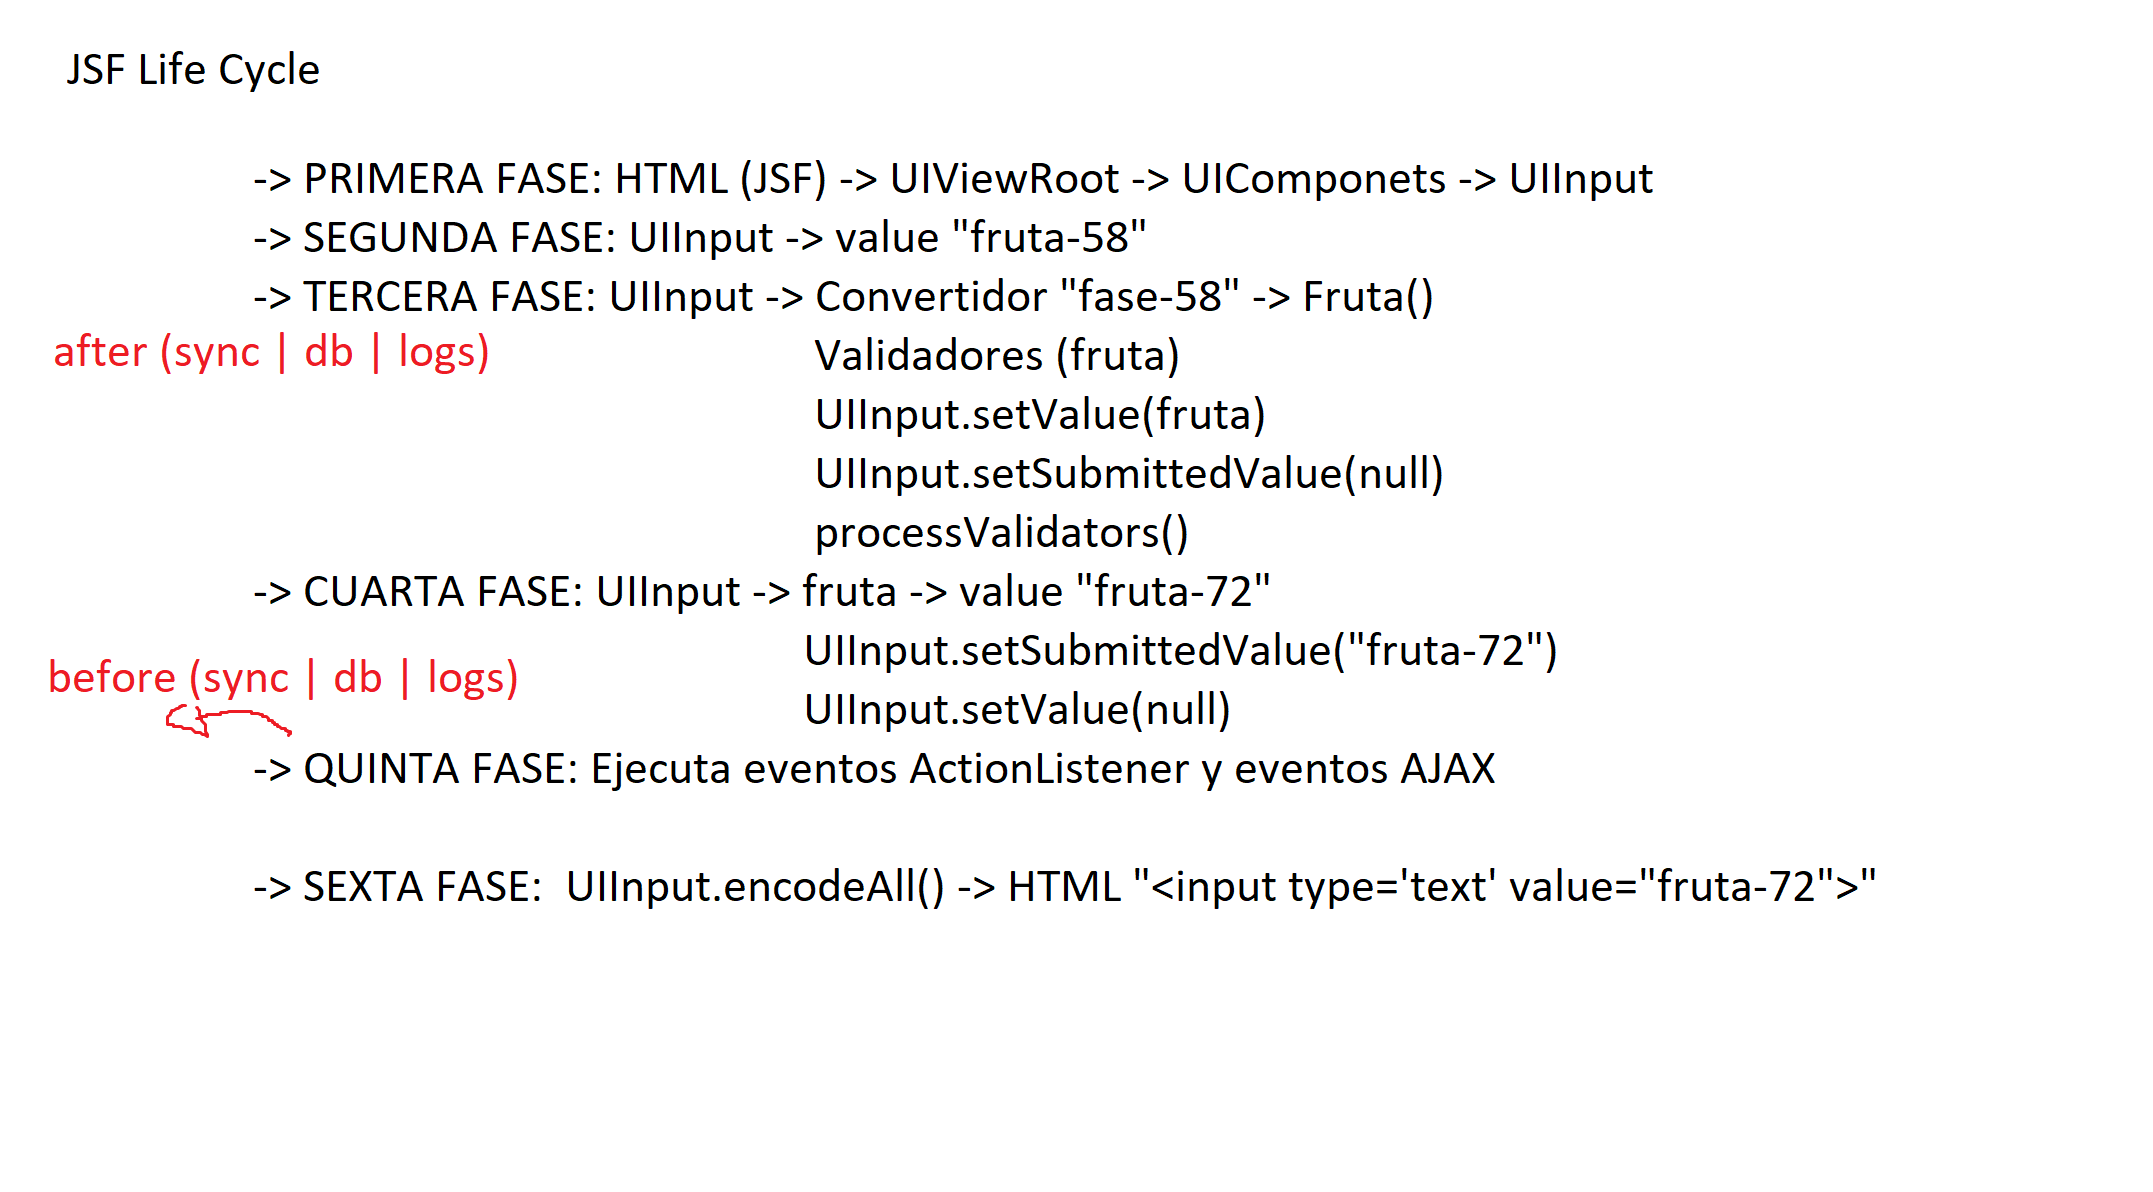 JSF Life Cycle
-> PRIMERA FASE: HTML (JSF) -> UIViewRoot -> UIComponets -> UIInput
-> SEGUNDA FASE: UIInput -> value "fruta-58"
-> TERCERA FASE: UIInput -> Convertidor "fase-58" -> Fruta()
after (sync | db | logs)
Validadores (fruta)
UIInput.setValue(fruta)
UIInput.setSubmittedValue(null)
processValidators()
-> CUARTA FASE: UIInput -> fruta -> value "fruta-72"
UIInput.setSubmittedValue("fruta-72")
before (sync | db | logs)
UIInput.setValue(null)
-> QUINTA FASE: Ejecuta eventos ActionListener y eventos AJAX
-> SEXTA FASE:  UIInput.encodeAll() -> HTML "<input type='text' value="fruta-72">"